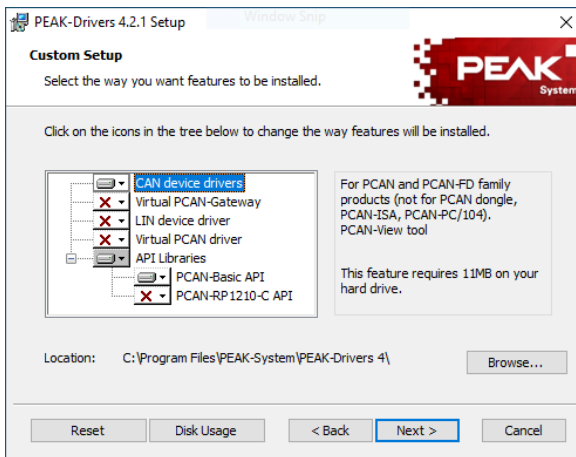 PEAK-Drivers 4.2.1 Setup
Window Snip
Custom Setup
Select the way you want features to be installed.
PEAK
System
Click on the icons in the tree below to change the way features will be installed.
CAN device drivers
Virtual PCAN-Gateway
LIN device driver
Virtual PCAN driver
API Libraries
PCAN-Basic API
PCAN-RP1210-C API
For PCAN and PCAN-FD family
products (not for PCAN dongle,
PCAN-ISA, PCAN-PC/104).
PCAN-View tool
This feature requires 11MB on your
hard drive.
Location: C:\Program Files\PEAK-System\PEAK-Drivers 4\
Browse...
Reset Disk Usage < Back Next > Cancel